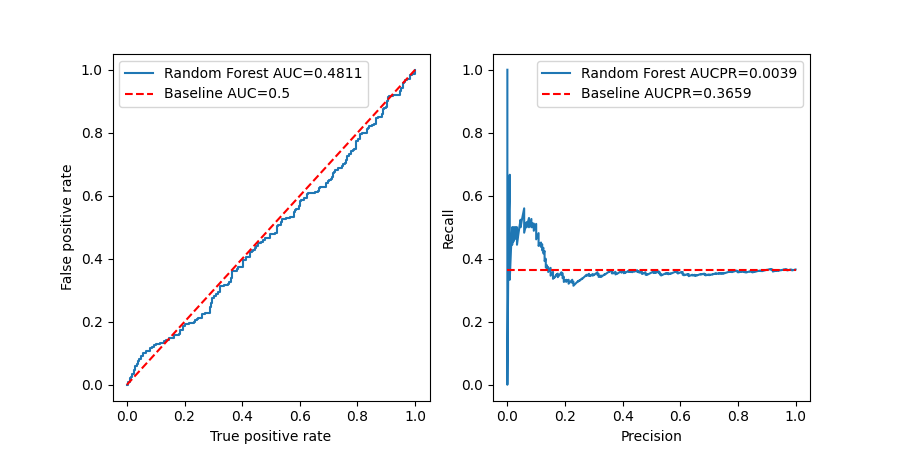 Random Forest AUC=0.4811
Baseline AUC=0.5
False positive rate
1.0
0.8
0.6
0.4
0.2
0.0
0.0 0.2 0.4 0.6 0.8 1.0
True positive rate
Random Forest AUCPR=0.0039
Baseline AUCPR=0.3659
Recall
1.0
0.8
0.6
0.4
0.2
0.0
0.0 0.2 0.4 0.6 0.8 1.0
Precision